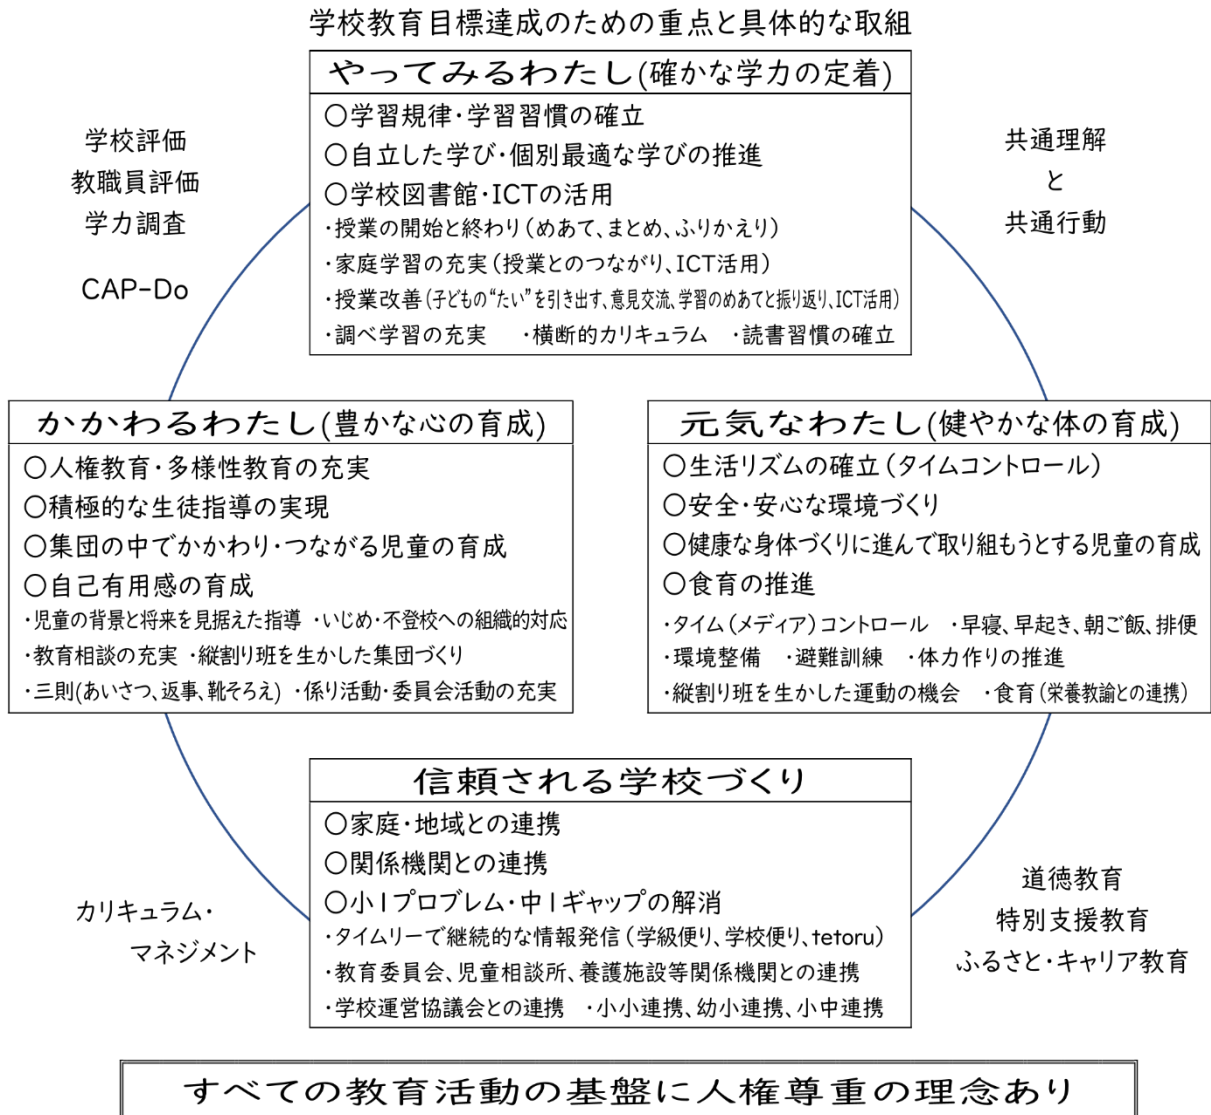 学校教育目標達成のための重点と具体的な取組
やってみるわたし(確かな学力の定着)
○学習規律・学習習慣の確立
○自立した学び・個別最適な学びの推進
○学校図書館・ICTの活用
・授業の開始と終わり(めあて、まとめ、ふりかえり)
・家庭学習の充実(授業とのつながり、ICT活用)
・授業改善(子どもの“たい”を引き出す、意見交流、学習のめあてと振り返り、ICT活用)
・調べ学習の充実 ・横断的カリキュラム ・読書習慣の確立
学校評価
教職員評価
学力調査
CAP-Do
共通理解
と
共通行動
かかわるわたし(豊かな心の育成)
○人権教育・多様性教育の充実
○積極的な生徒指導の実現
○集団の中でかかわり・つながる児童の育成
○自己有用感の育成
・児童の背景と将来を見据えた指導 ・いじめ・不登校への組織的対応
・教育相談の充実 ・縦割り班を生かした集団づくり
・三則(あいさつ、返事、靴そろえ) ・係り活動・委員会活動の充実
元気なわたし(健やかな体の育成)
○生活リズムの確立(タイムコントロール)
○安全・安心な環境づくり
○健康な身体づくりに進んで取り組もうとする児童の育成
○食育の推進
・タイム(メディア)コントロール ・早寝、早起き、朝ご飯、排便
・環境整備 ・避難訓練 ・体力作りの推進
・縦割り班を生かした運動の機会 ・食育(栄養教諭との連携)
信頼される学校づくり
○家庭・地域との連携
○関係機関との連携
○小1プロブレム・中1ギャップの解消
・タイムリーで継続的な情報発信(学級便り、学校便り、tetoru)
・教育委員会、児童相談所、養護施設等関係機関との連携
・学校運営協議会との連携 ・小小連携、幼小連携、小中連携
カリキュラム・
マネジメント
道徳教育
特別支援教育
ふるさと・キャリア教育
すべての教育活動の基盤に人権尊重の理念あり